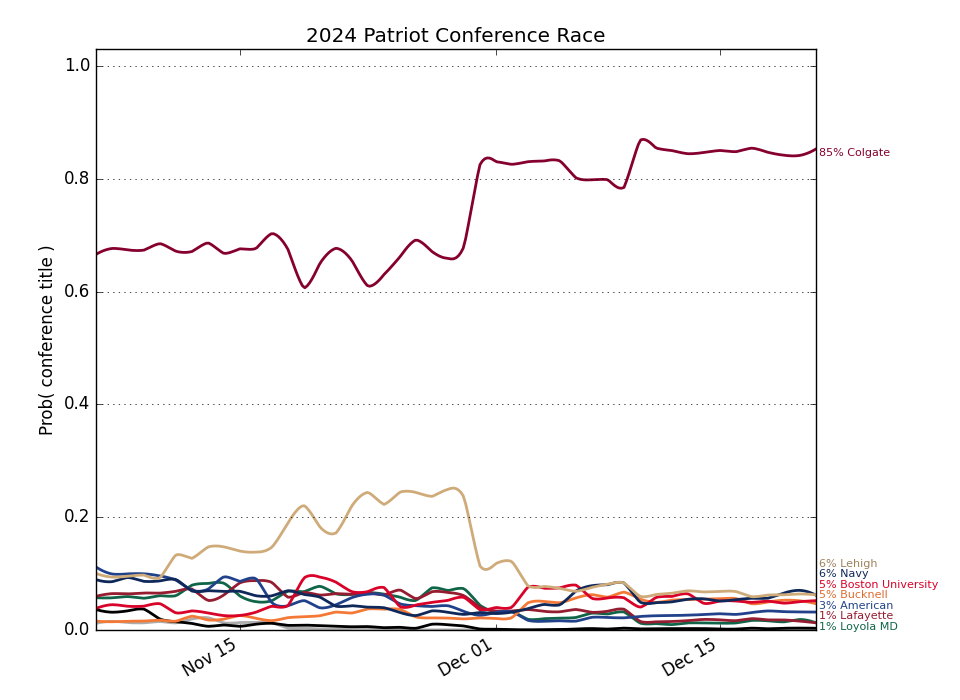 2024 Patriot Conference Race
Prob( conference title )
1.0
0.8
0.6
0.4
0.2
0.0
Nov 15
Dec 01
Dec 15
85% Colgate
6% Lehigh
6% Navy
5% Boston University
5% Bucknell
3% American
1% Lafayette
1% Loyola MD